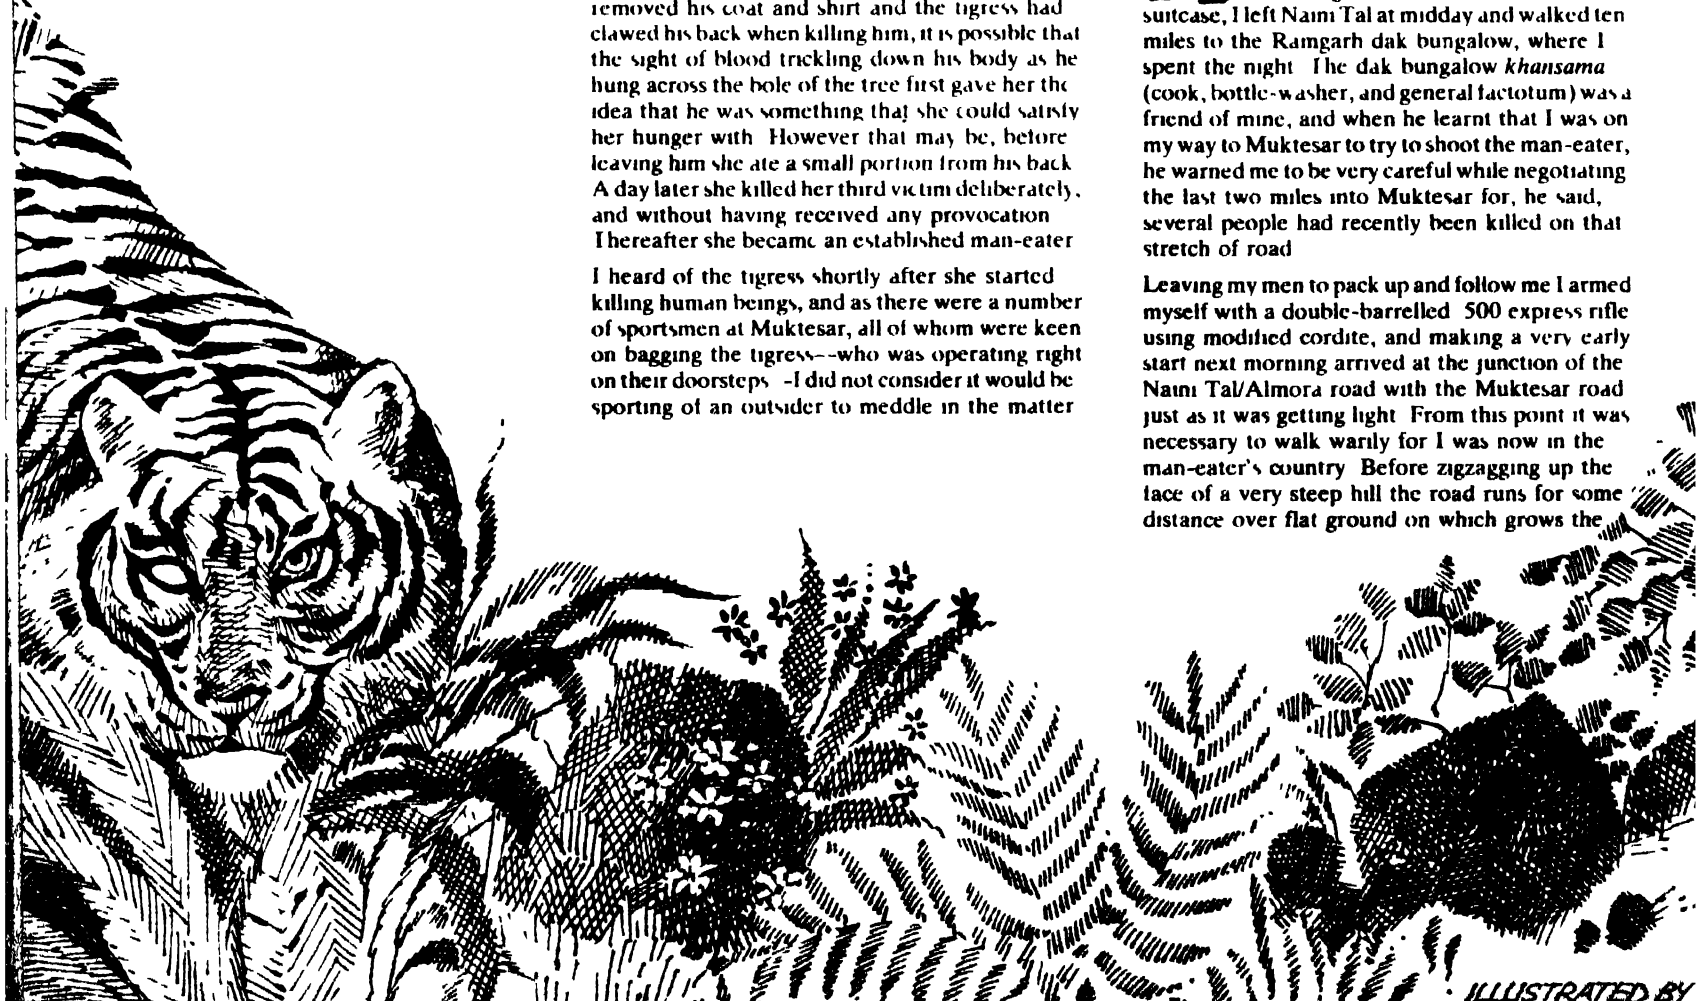 removed his coat and shirt and the tigress had
clawed his back when killing him, it is possible that
the sight of blood trickling down his body as he
hung across the bole of the tree first gave her the
idea that he was something that she could satisfy
her hunger with However that may be, before
leaving him she ate a small portion from his back
A day later she killed her third victim deliberately,
and without having received any provocation
Thereafter she became an established man-eater
I heard of the tigress shortly after she started
killing human beings, and as there were a number
of sportsmen at Muktesar, all of whom were keen
on bagging the tigress--who was operating right
on their doorsteps -I did not consider it would be
sporting of an outsider to meddle in the matter
suitcase, I left Naini Tal at midday and walked ten
miles to the Ramgarh dak bungalow, where I
spent the night The dak bungalow khansama
(cook, bottle-washer, and general factotum) was a
friend of mine, and when he learnt that I was on
my way to Muktesar to try to shoot the man-eater,
he warned me to be very careful while negotiating
the last two miles into Muktesar for, he said,
several people had recently been killed on that
stretch of road
Leaving my men to pack up and follow me I armed
myself with a double-barrelled 500 express rifle
using modified cordite, and making a very early
start next morning arrived at the junction of the
Naini Tal/Almora road with the Muktesar road
just as it was getting light From this point it was
necessary to walk warily for I was now in the
man-eater's country Before zigzagging up the
face of a very steep hill the road runs for some
distance over flat ground on which grows the
ILLUSTRATED BY